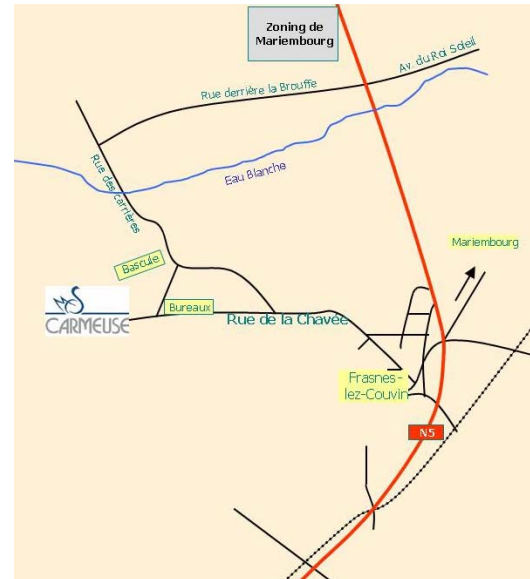 Zoning de
Mariembourg
Av. du Roi Soleil
Rue derrière la Brouffe
Rue des carrières
Eau Blanche
Mariembourg
Bascule
Bureaux
CARMEUSE
Rue de la Chavée
Frasnes-
lez-Couvin
N5